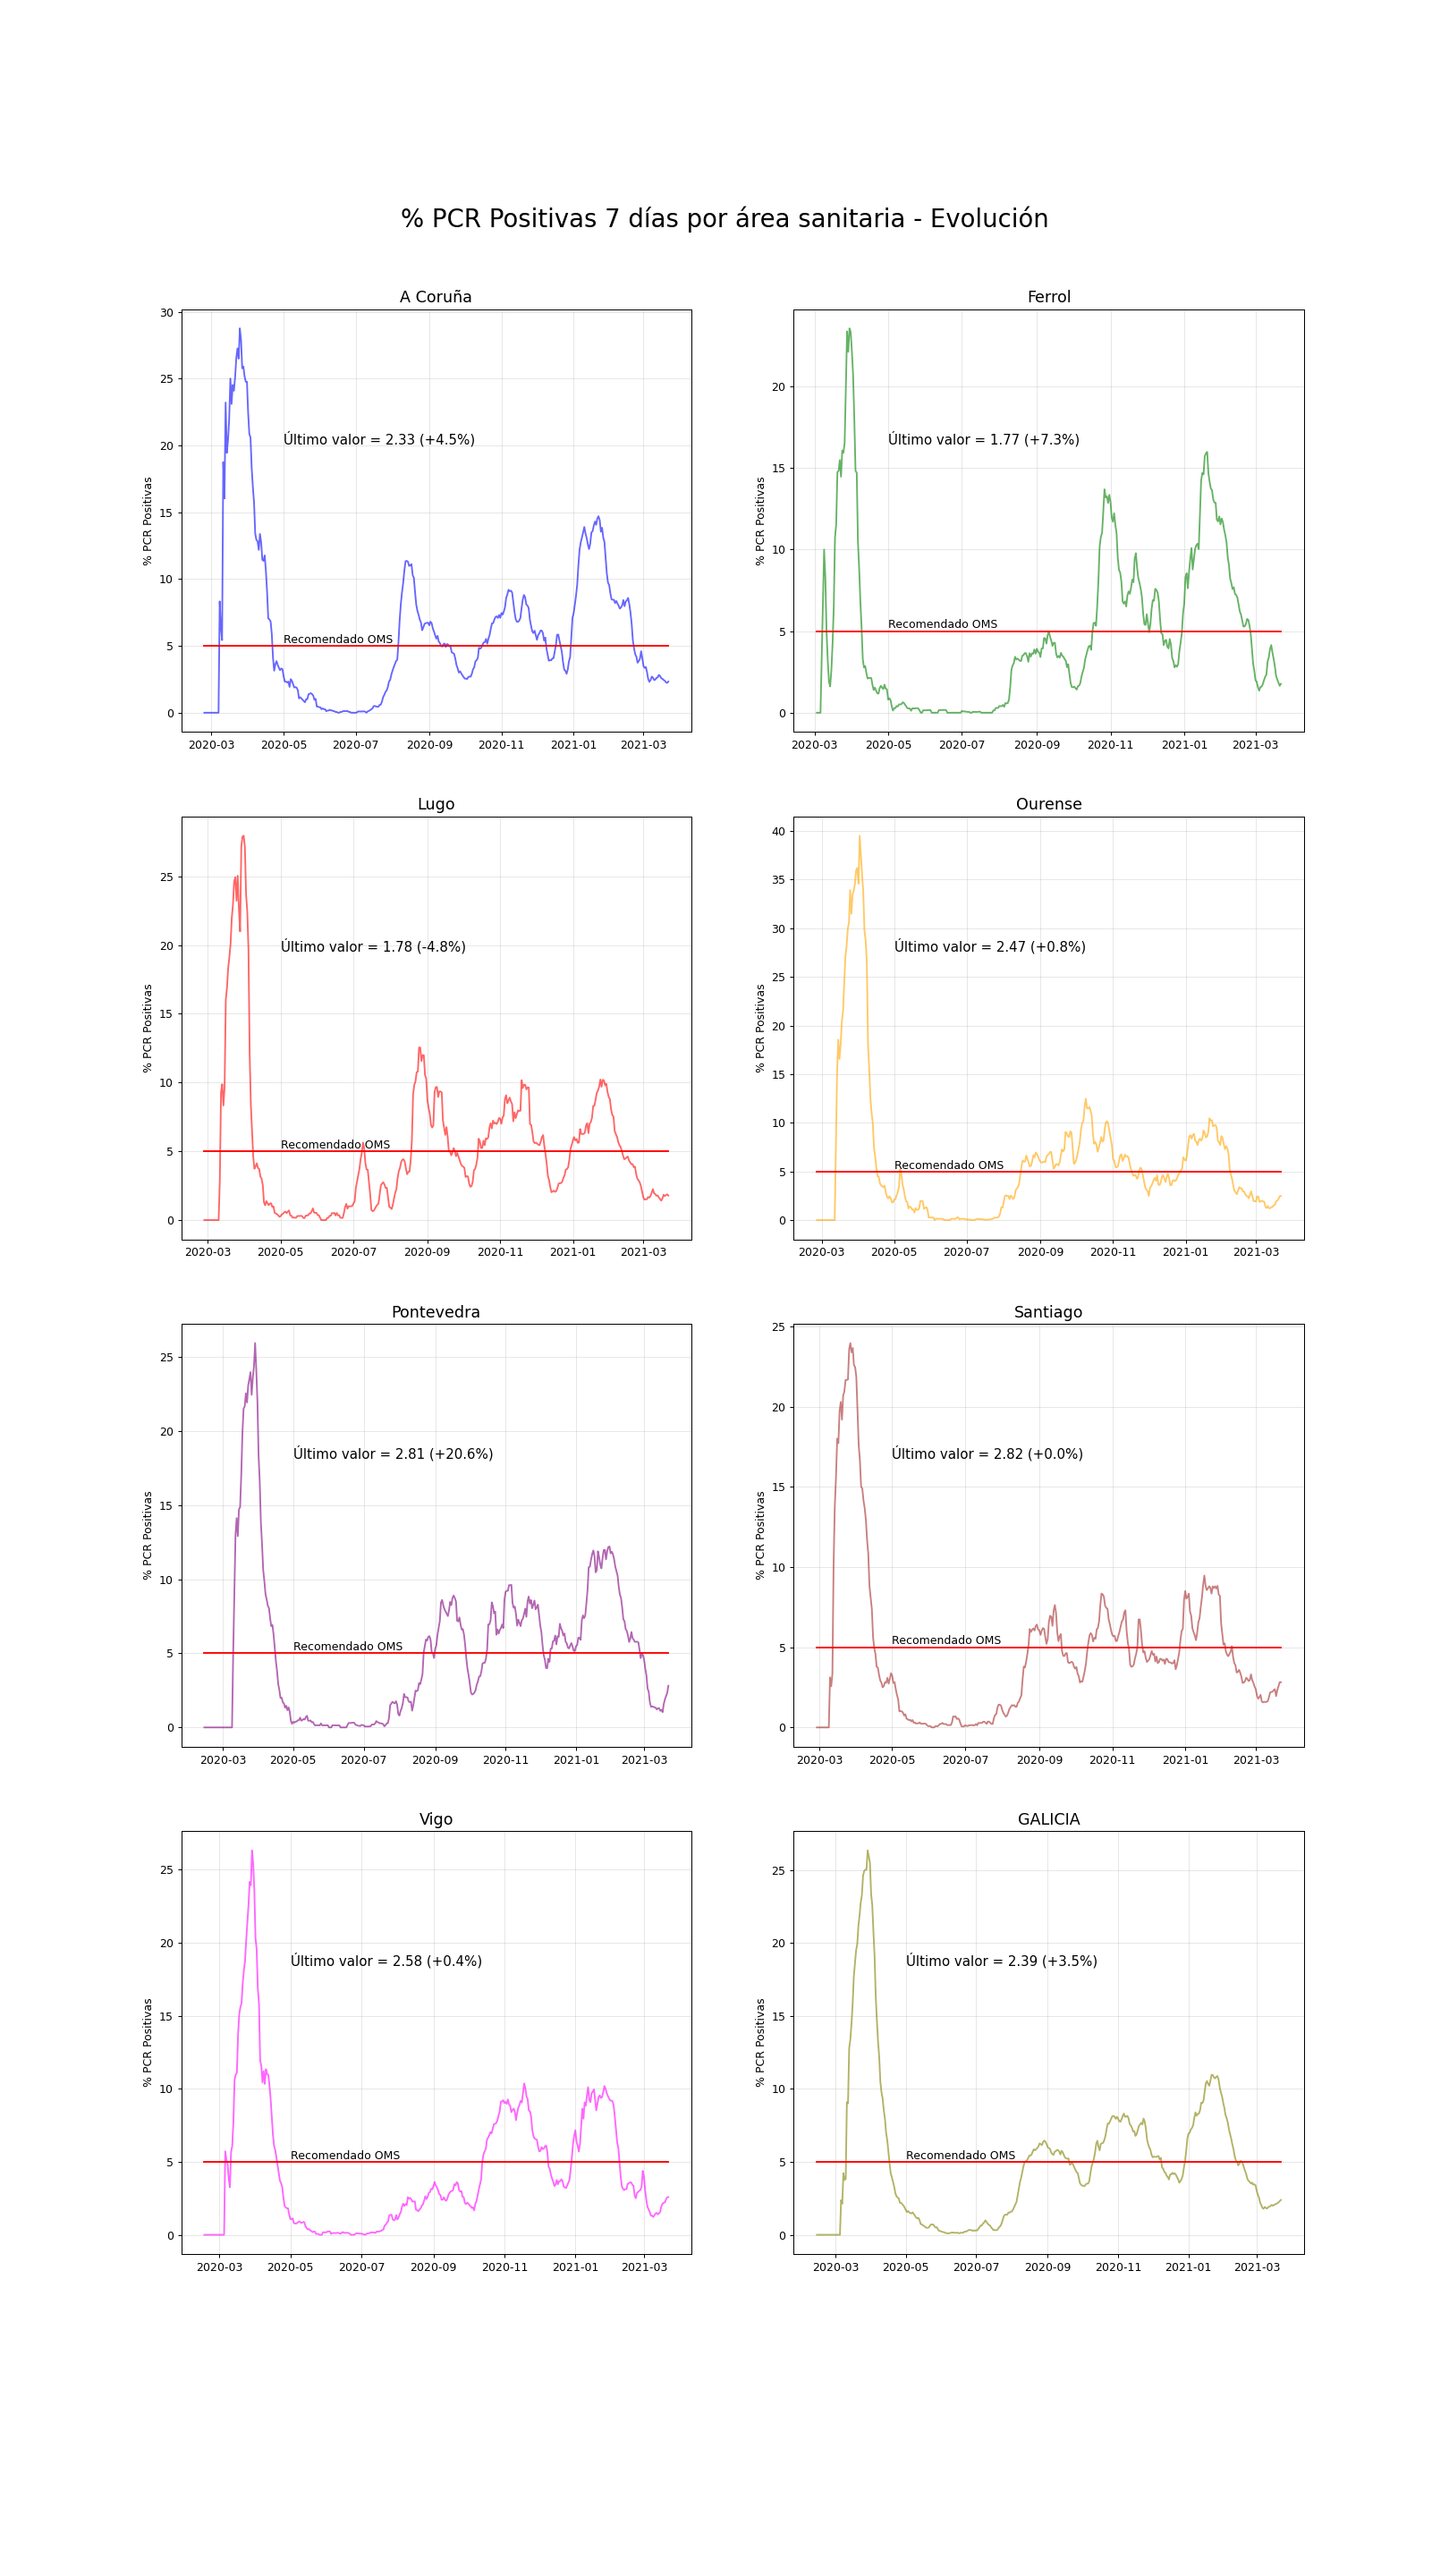 % PCR Positivas 7 días por área sanitaria - Evolución
A Coruña
% PCR Positivas
30
25
20
15
10
5
0
Último valor = 2.33 (+4.5%)
Recomendado OMS
2020-03 2020-05 2020-07 2020-09 2020-11 2021-01 2021-03
Ferrol
% PCR Positivas
20
15
10
5
0
Último valor = 1.77 (+7.3%)
Recomendado OMS
2020-03 2020-05 2020-07 2020-09 2020-11 2021-01 2021-03
Lugo
% PCR Positivas
25
20
15
10
5
0
Último valor = 1.78 (-4.8%)
Recomendado OMS
2020-03 2020-05 2020-07 2020-09 2020-11 2021-01 2021-03
Ourense
% PCR Positivas
40
35
30
25
20
15
10
5
0
Último valor = 2.47 (+0.8%)
Recomendado OMS
2020-03 2020-05 2020-07 2020-09 2020-11 2021-01 2021-03
Pontevedra
% PCR Positivas
25
20
15
10
5
0
Último valor = 2.81 (+20.6%)
Recomendado OMS
2020-03 2020-05 2020-07 2020-09 2020-11 2021-01 2021-03
Santiago
% PCR Positivas
25
20
15
10
5
0
Último valor = 2.82 (+0.0%)
Recomendado OMS
2020-03 2020-05 2020-07 2020-09 2020-11 2021-01 2021-03
Vigo
% PCR Positivas
25
20
15
10
5
0
Último valor = 2.58 (+0.4%)
Recomendado OMS
2020-03 2020-05 2020-07 2020-09 2020-11 2021-01 2021-03
GALICIA
% PCR Positivas
25
20
15
10
5
0
Último valor = 2.39 (+3.5%)
Recomendado OMS
2020-03 2020-05 2020-07 2020-09 2020-11 2021-01 2021-03